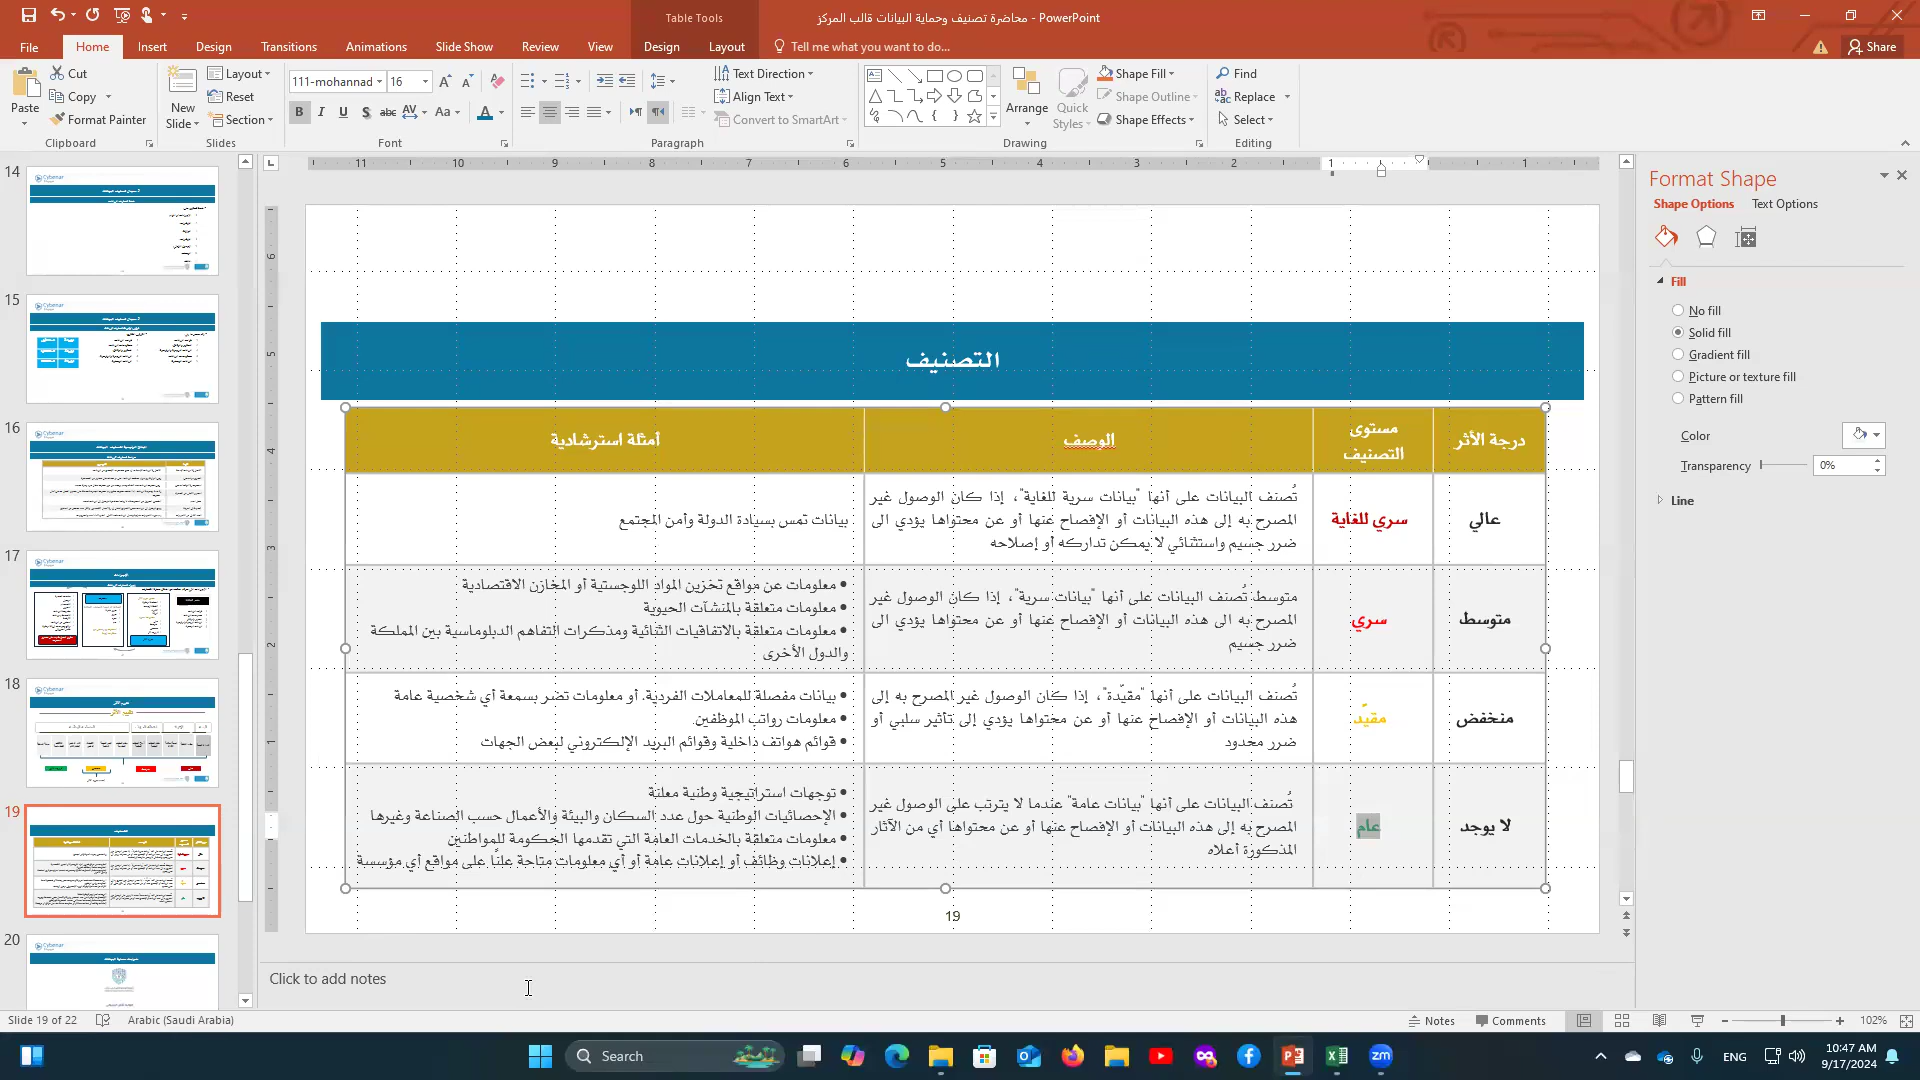 محاضرة تصنيف وحماية البيانات قالب المركز - PowerPoint
Table Tools
File Home Insert Design Transitions Animations Slide Show Review View Design Layout Tell me what you want to do... Share
Cut
Copy
Format Painter
Paste
Clipboard
New Slide
Layout
Reset
Section
Slides
111-mohannad 16
Font
Text Direction
Align Text
Convert to SmartArt
Paragraph
Arrange
Quick Styles
Shape Fill
Shape Outline
Shape Effects
Drawing
Find
Replace
Select
Editing
14
15
16
17
18
19
20
التصنيف
درجة الأثر
مستوى التصنيف
الوصف
أمثلة استرشادية
عالي
سري للغاية
تُصنف البيانات على أنها "بيانات سرية للغاية"، إذا كان الوصول غير
المصرح به إلى هذه البيانات أو الإفصاح عنها أو عن محتواها يؤدي الى
ضرر جسيم واستثنائي لا يمكن تداركه أو إصلاحه
بيانات تمس بسيادة الدولة وأمن المجتمع
متوسط
سري
متوسط تُصنف البيانات على أنها "بيانات سرية"، إذا كان الوصول غير
المصرح به الى هذه البيانات أو الإفصاح عنها أو عن محتواها يؤدي الى
ضرر جسيم
• معلومات عن مواقع تخزين المواد اللوجستية أو المخازن الاقتصادية
• معلومات متعلقة بالمنشآت الحيوية
• معلومات متعلقة بالاتفاقيات الثنائية ومذكرات التفاهم الدبلوماسية بين المملكة
والدول الأخرى
منخفض
مقيّد
تُصنف البيانات على أنها "مقيّدة"، إذا كان الوصول غير المصرح به إلى
هذه البيانات أو الإفصاح عنها أو عن محتواها يؤدي إلى تأثير سلبي أو
ضرر محدود
• بيانات مفصلة للمعاملات الفردية. أو معلومات تضر بسمعة أي شخصية عامة
• معلومات رواتب الموظفين
• قوائم هواتف داخلية وقوائم البريد الإلكتروني لبعض الجهات
لا يوجد
عام
تُصنف البيانات على أنها "بيانات عامة" عندما لا يترتب على الوصول غير
المصرح به إلى هذه البيانات أو الإفصاح عنها أو عن محتواها أي من الآثار
المذكورة أعلاه
• توجهات استراتيجية وطنية معلنة
• الإحصائيات الوطنية حول عدد السكان والبيئة والأعمال حسب الصناعة وغيرها
• معلومات متعلقة بالخدمات العامة التي تقدمها الحكومة للمواطنين
• إعلانات وظائف أو إعلانات عامة أو أي معلومات متاحة علنًا على مواقع أي مؤسسة
19
Click to add notes
Format Shape
Shape Options Text Options
Fill
No fill
Solid fill
Gradient fill
Picture or texture fill
Pattern fill
Color
Transparency 0%
Line
Slide 19 of 22 Arabic (Saudi Arabia) Notes Comments 102%
Search
ENG
10:47 AM
9/17/2024